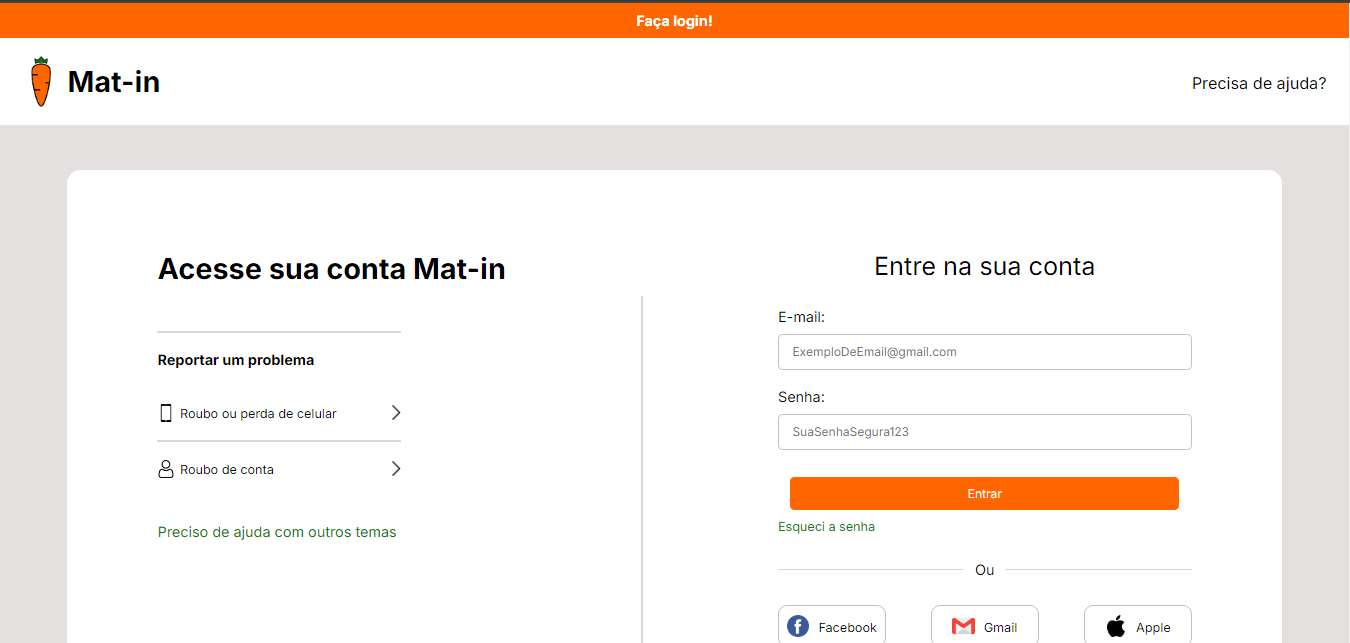 Faça login!
Mat-in
Precisa de ajuda?
Acesse sua conta Mat-in
Reportar um problema
Roubo ou perda de celular
Roubo de conta
Preciso de ajuda com outros temas
Entre na sua conta
E-mail:
ExemploDeEmail@gmail.com
Senha:
SuaSenhaSegura123
Entrar
Esqueci a senha
Ou
Facebook
Gmail
Apple